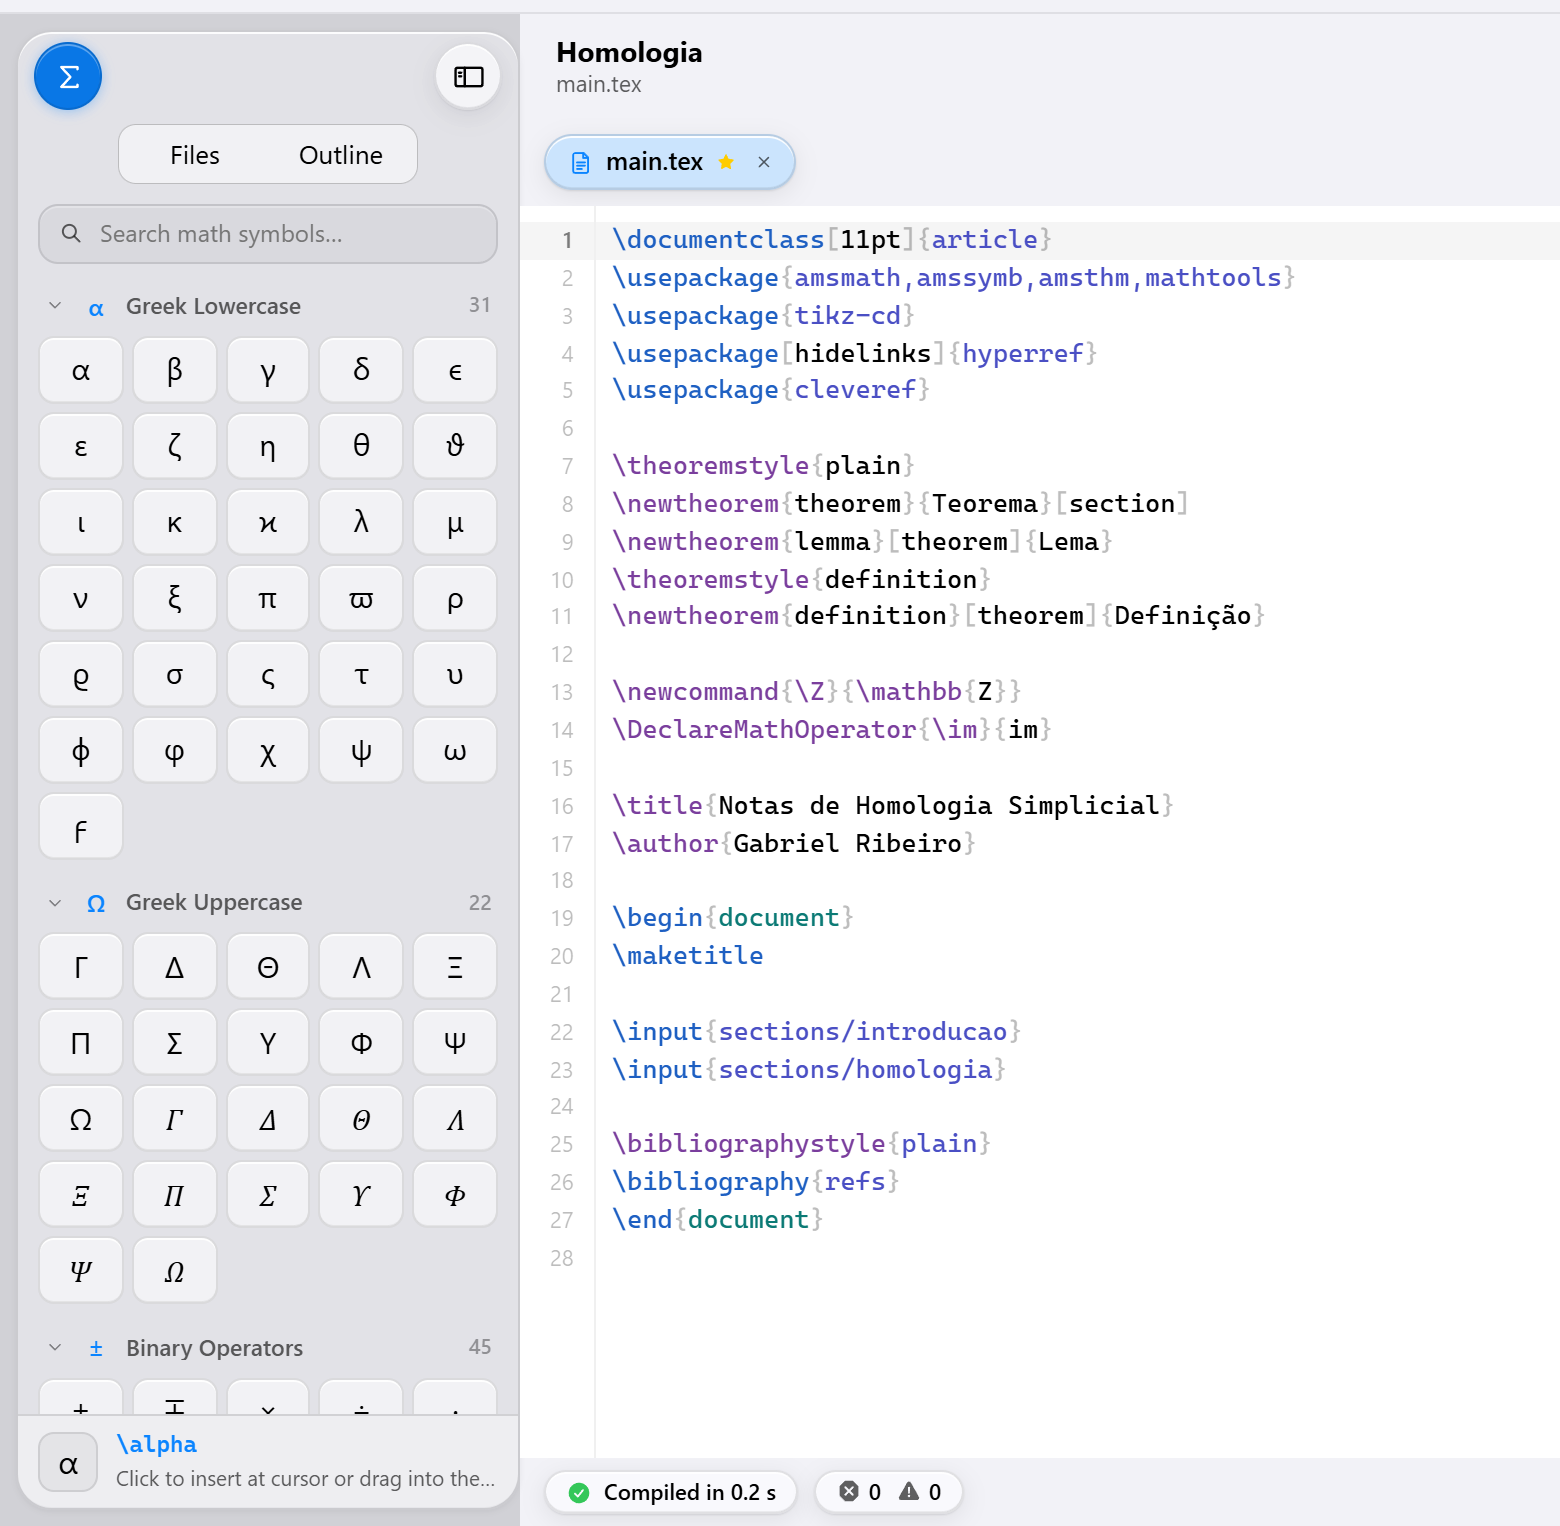 Σ
Files Outline
Search math symbols...
α Greek Lowercase 31
α β γ δ ϵ
ε ζ η θ ϑ
ι κ ϰ λ μ
ν ξ π ϖ ρ
ϱ σ ς τ υ
ϕ φ χ ψ ω
ϝ
Ω Greek Uppercase 22
Γ Δ Θ Λ Ξ
Π Σ Υ Φ Ψ
Ω 𝛤 𝛥 𝛩 𝛬
𝛯 𝛱 𝛴 𝛶 𝛷
𝛹 𝛺
± Binary Operators 45
α \alpha
Click to insert at cursor or drag into the...
Homologia
main.tex
main.tex
1 \documentclass[11pt]{article}
2 \usepackage{amsmath,amssymb,amsthm,mathtools}
3 \usepackage{tikz-cd}
4 \usepackage[hidelinks]{hyperref}
5 \usepackage{cleveref}
6
7 \theoremstyle{plain}
8 \newtheorem{theorem}{Teorema}[section]
9 \newtheorem{lemma}[theorem]{Lema}
10 \theoremstyle{definition}
11 \newtheorem{definition}[theorem]{Definição}
12
13 \newcommand{\Z}{\mathbb{Z}}
14 \DeclareMathOperator{\im}{im}
15
16 \title{Notas de Homologia Simplicial}
17 \author{Gabriel Ribeiro}
18
19 \begin{document}
20 \maketitle
21
22 \input{sections/introducao}
23 \input{sections/homologia}
24
25 \bibliographystyle{plain}
26 \bibliography{refs}
27 \end{document}
28
Compiled in 0.2 s 0 0